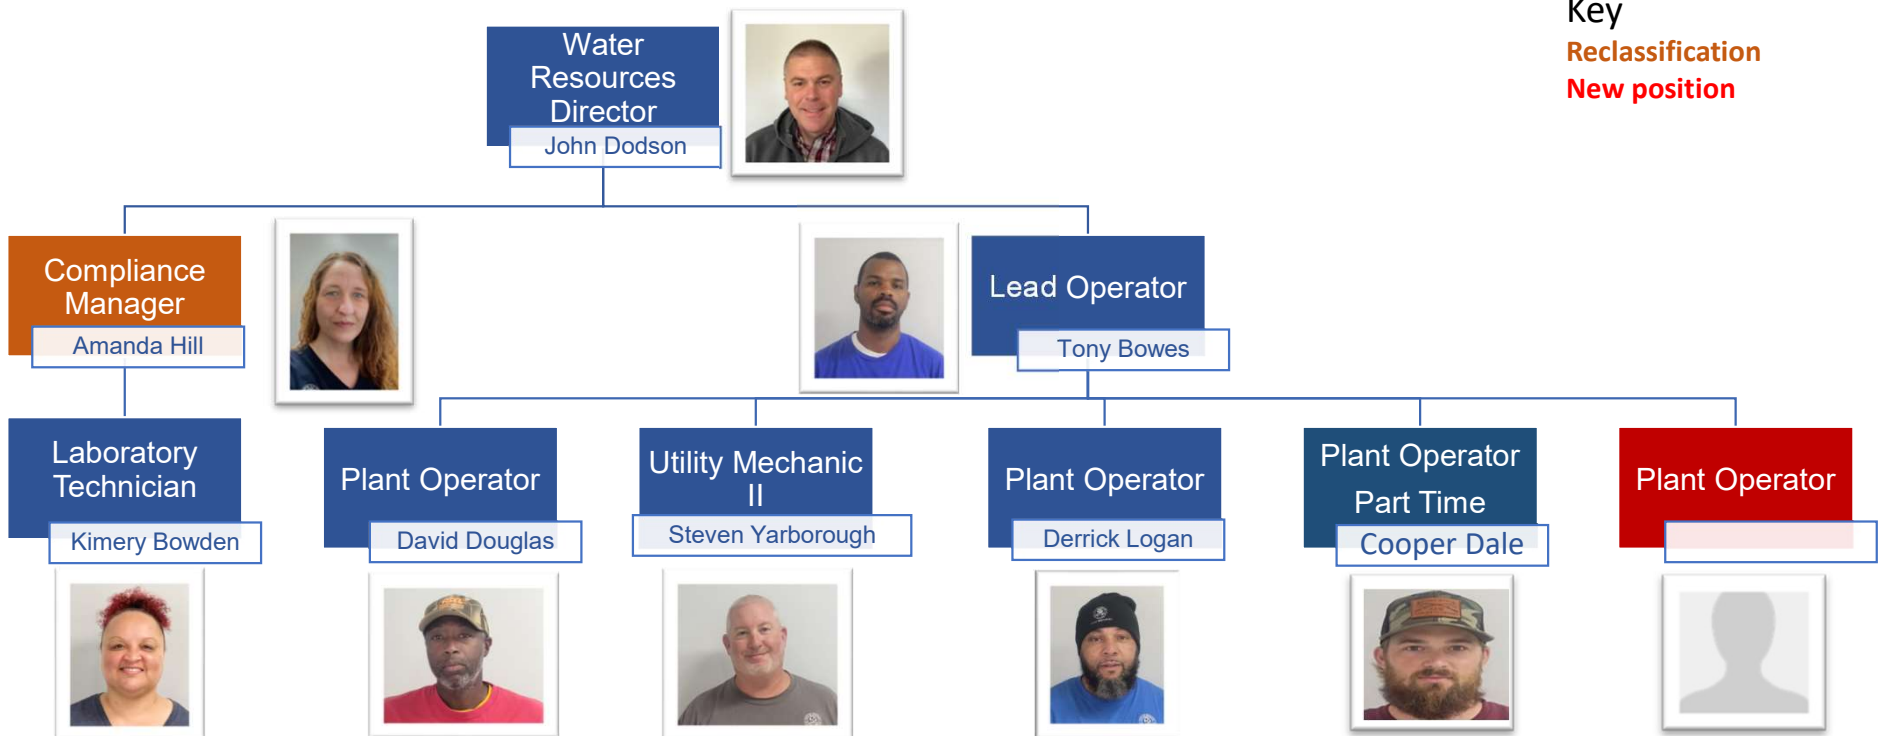 Key
Reclassification
New position
Water
Resources
Director
John Dodson
Compliance
Manager
Amanda Hill
Lead Operator
Tony Bowes
Laboratory
Technician
Kimery Bowden
Plant Operator
David Douglas
Utility Mechanic
II
Steven Yarborough
Plant Operator
Derrick Logan
Plant Operator
Part Time
Cooper Dale
Plant Operator